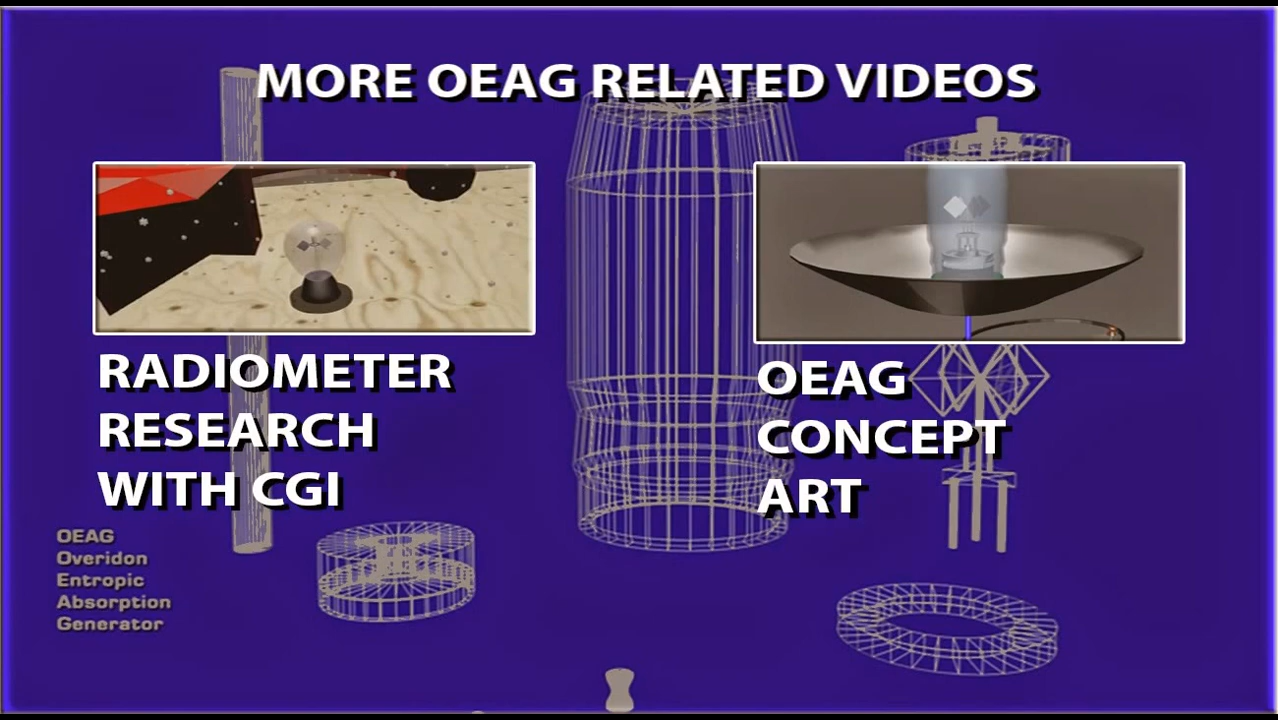 MORE OEAG RELATED VIDEOS
RADIOMETER
RESEARCH
WITH CGI
OEAG
CONCEPT
ART
OEAG
Overidon
Entropic
Absorption
Generator